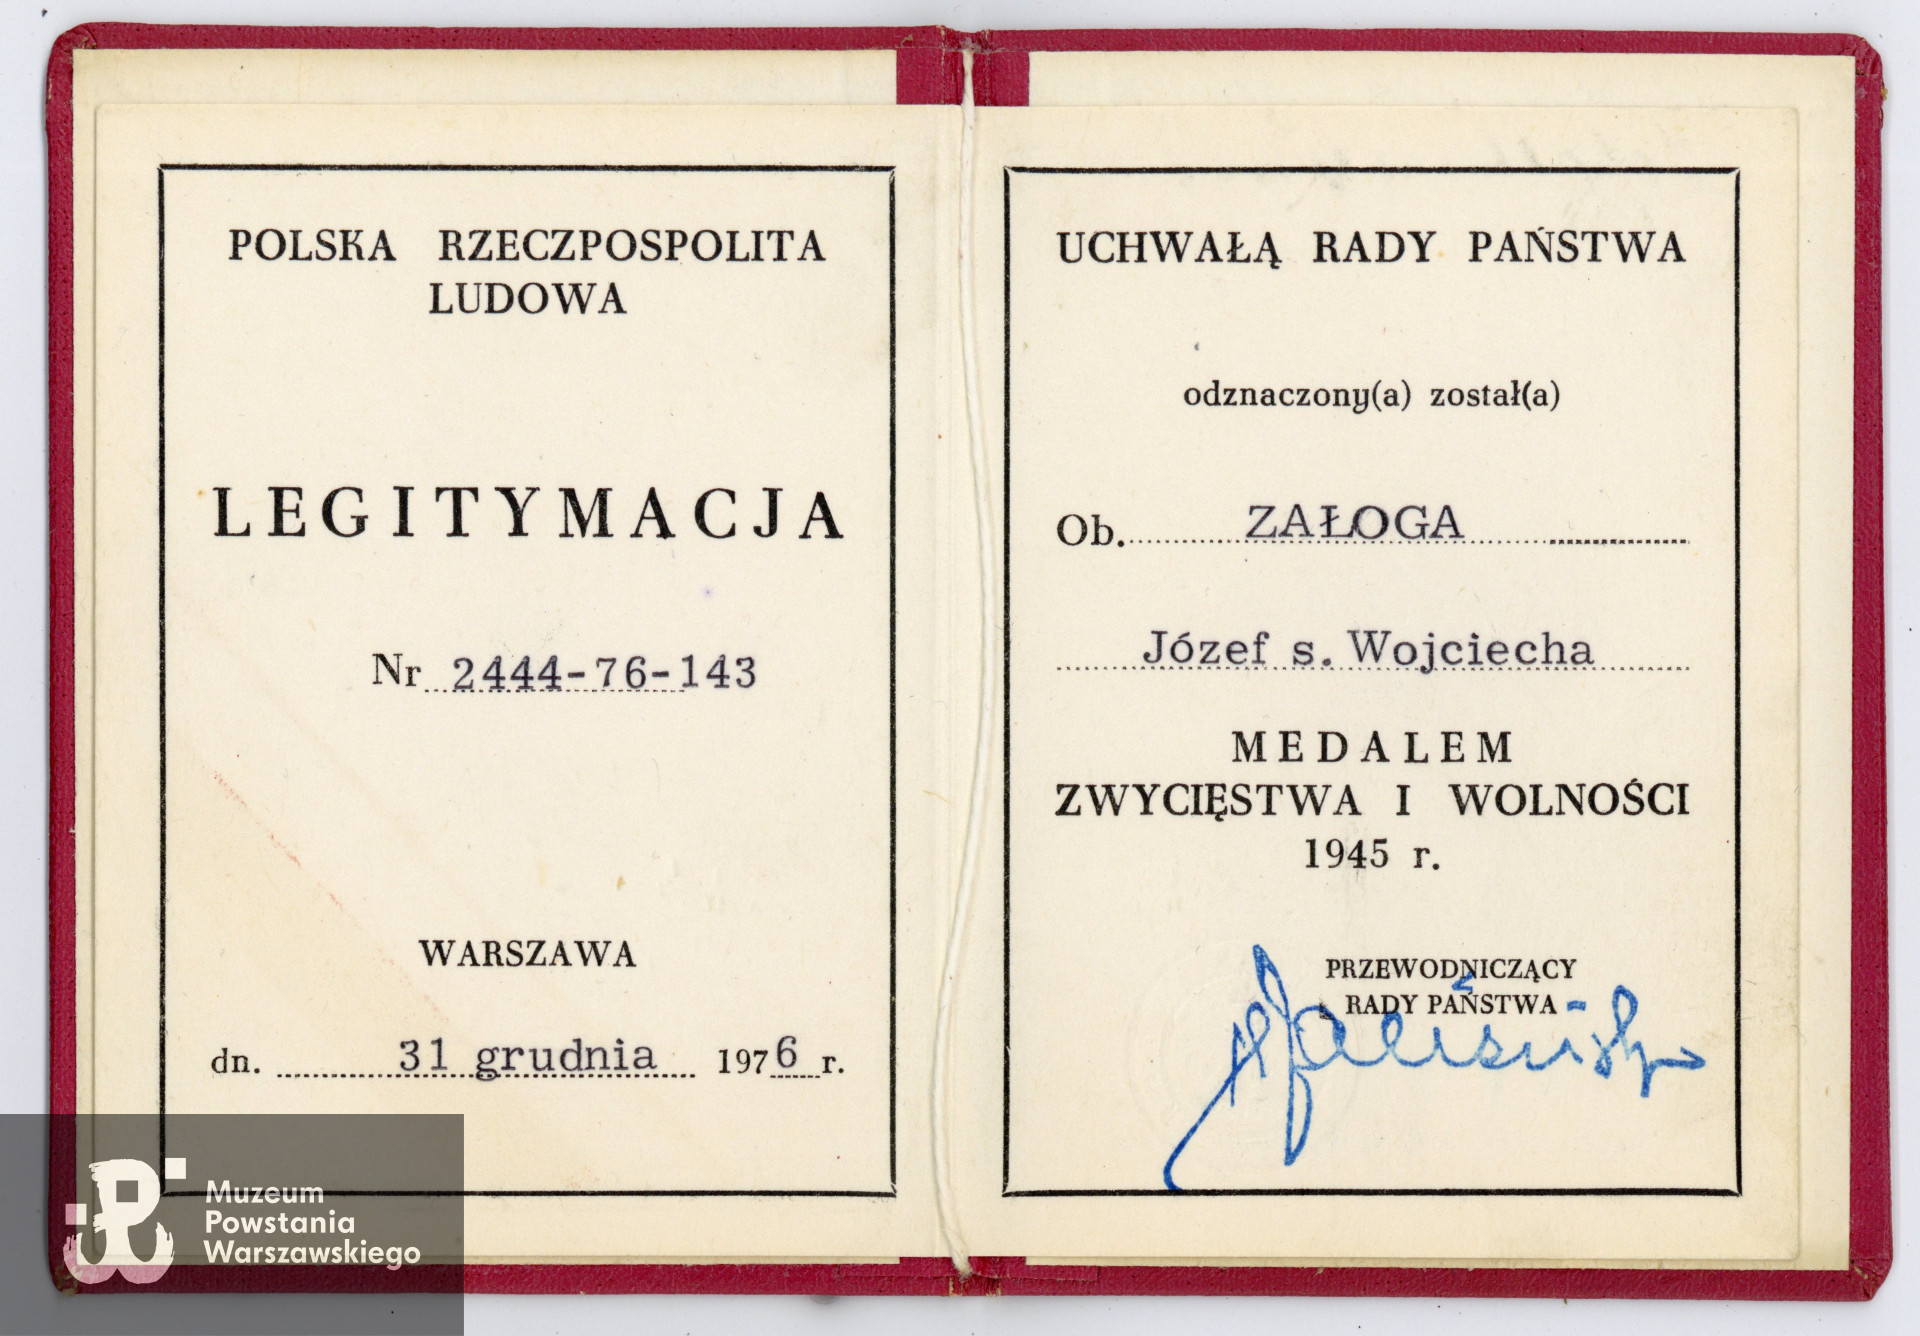 POLSKA RZECZPOSPOLITA
LUDOWA
LEGITYMACJA
Nr 2444-76-143
WARSZAWA
dn. 31 grudnia 1976 r.
UCHWAŁĄ RADY PAŃSTWA
odznaczony(a) został(a)
Ob. ZAŁOGA
Józef s. Wojciecha
MEDALEM
ZWYCIĘSTWA I WOLNOŚCI
1945 r.
PRZEWODNICZĄCY
RADY PAŃSTWA
Muzeum
Powstania
Warszawskiego